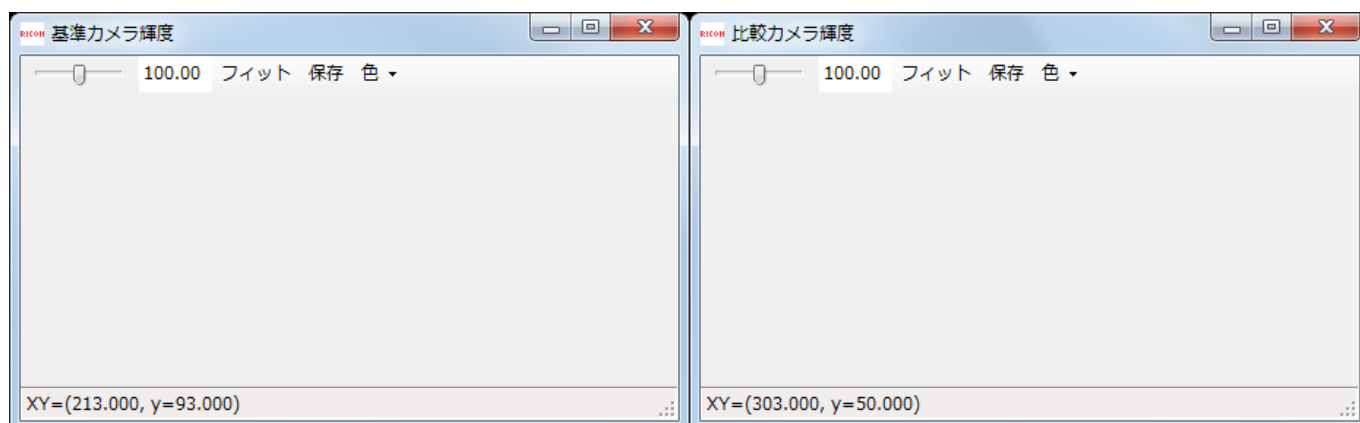 RICOH 基準カメラ輝度
100.00 フィット 保存 色
XY=(213.000, y=93.000)
RICOH 比較カメラ輝度
100.00 フィット 保存 色
XY=(303.000, y=50.000)